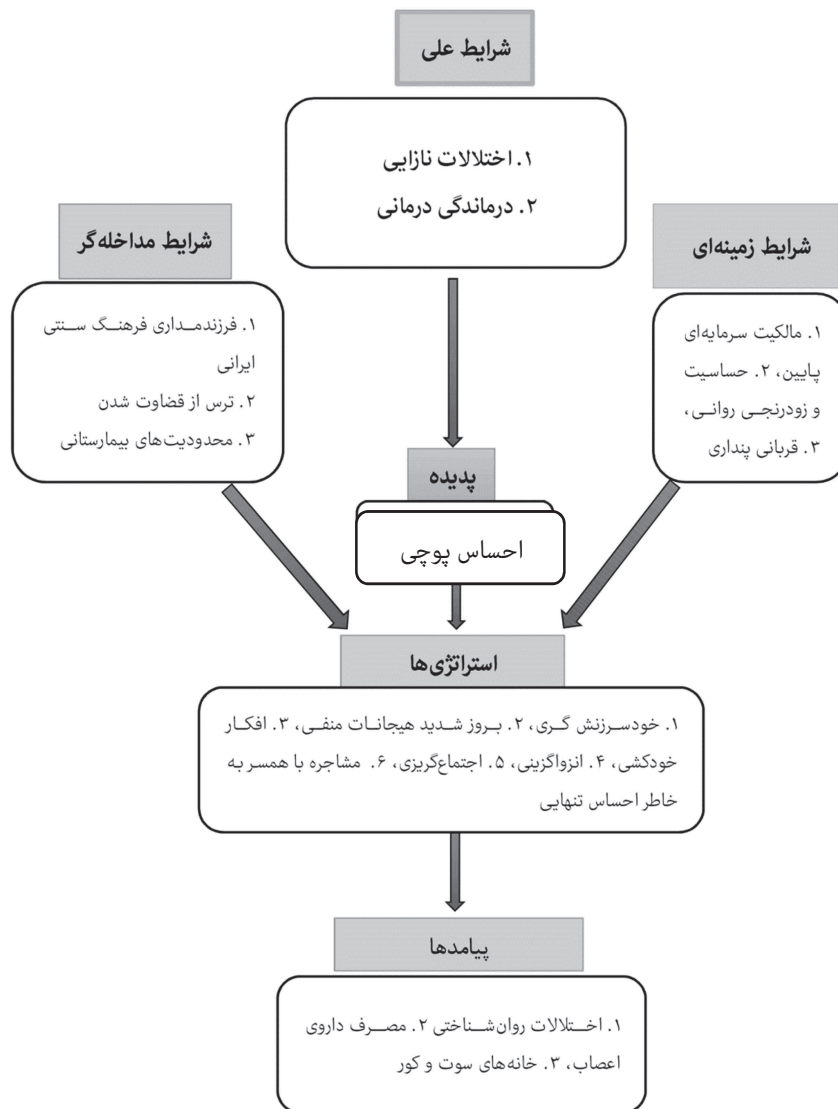 شرایط علی
۱. اختلالات نازایی
۲. درماندگی درمانی
شرایط زمینه‌ای
۱. مالکیت سرمایه‌ای
پایین، ۲. حساسیت
و زودرنجی روانی،
۳. قربانی پنداری
شرایط مداخله‌گر
۱. فرزندمداری فرهنگ سنتی
ایرانی
۲. ترس از قضاوت شدن
۳. محدودیت‌های بیمارستانی
پدیده
احساس پوچی
استراتژی‌ها
۱. خودسرزنش گری، ۲. بروز شدید هیجانات منفی، ۳. افکار
خودکشی، ۴. انزواگزینی، ۵. اجتماع‌گریزی، ۶. مشاجره با همسر به
خاطر احساس تنهایی
پیامدها
۱. اختلالات روان‌شناختی ۲. مصرف داروی
اعصاب، ۳. خانه‌های سوت و کور